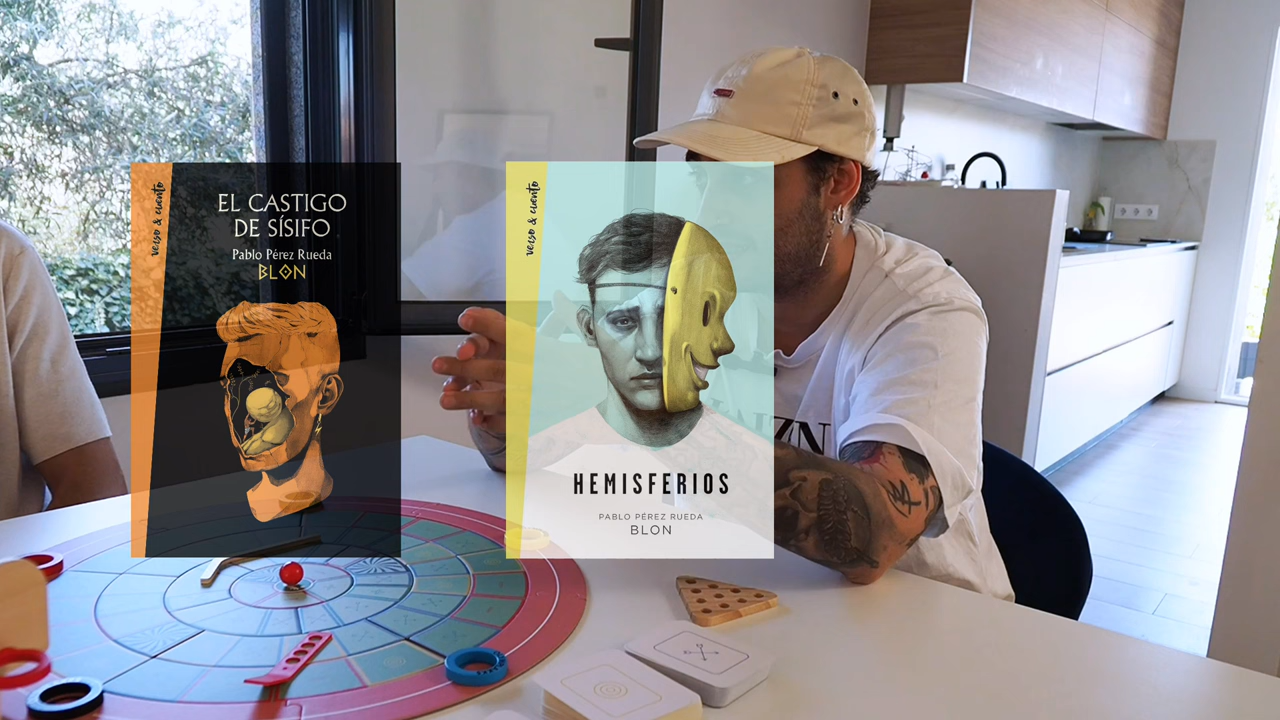 verso & cuento
EL CASTIGO
DE SÍSIFO
Pablo Pérez Rueda
BLON
verso & cuento
HEMISFERIOS
PABLO PÉREZ RUEDA
BLON